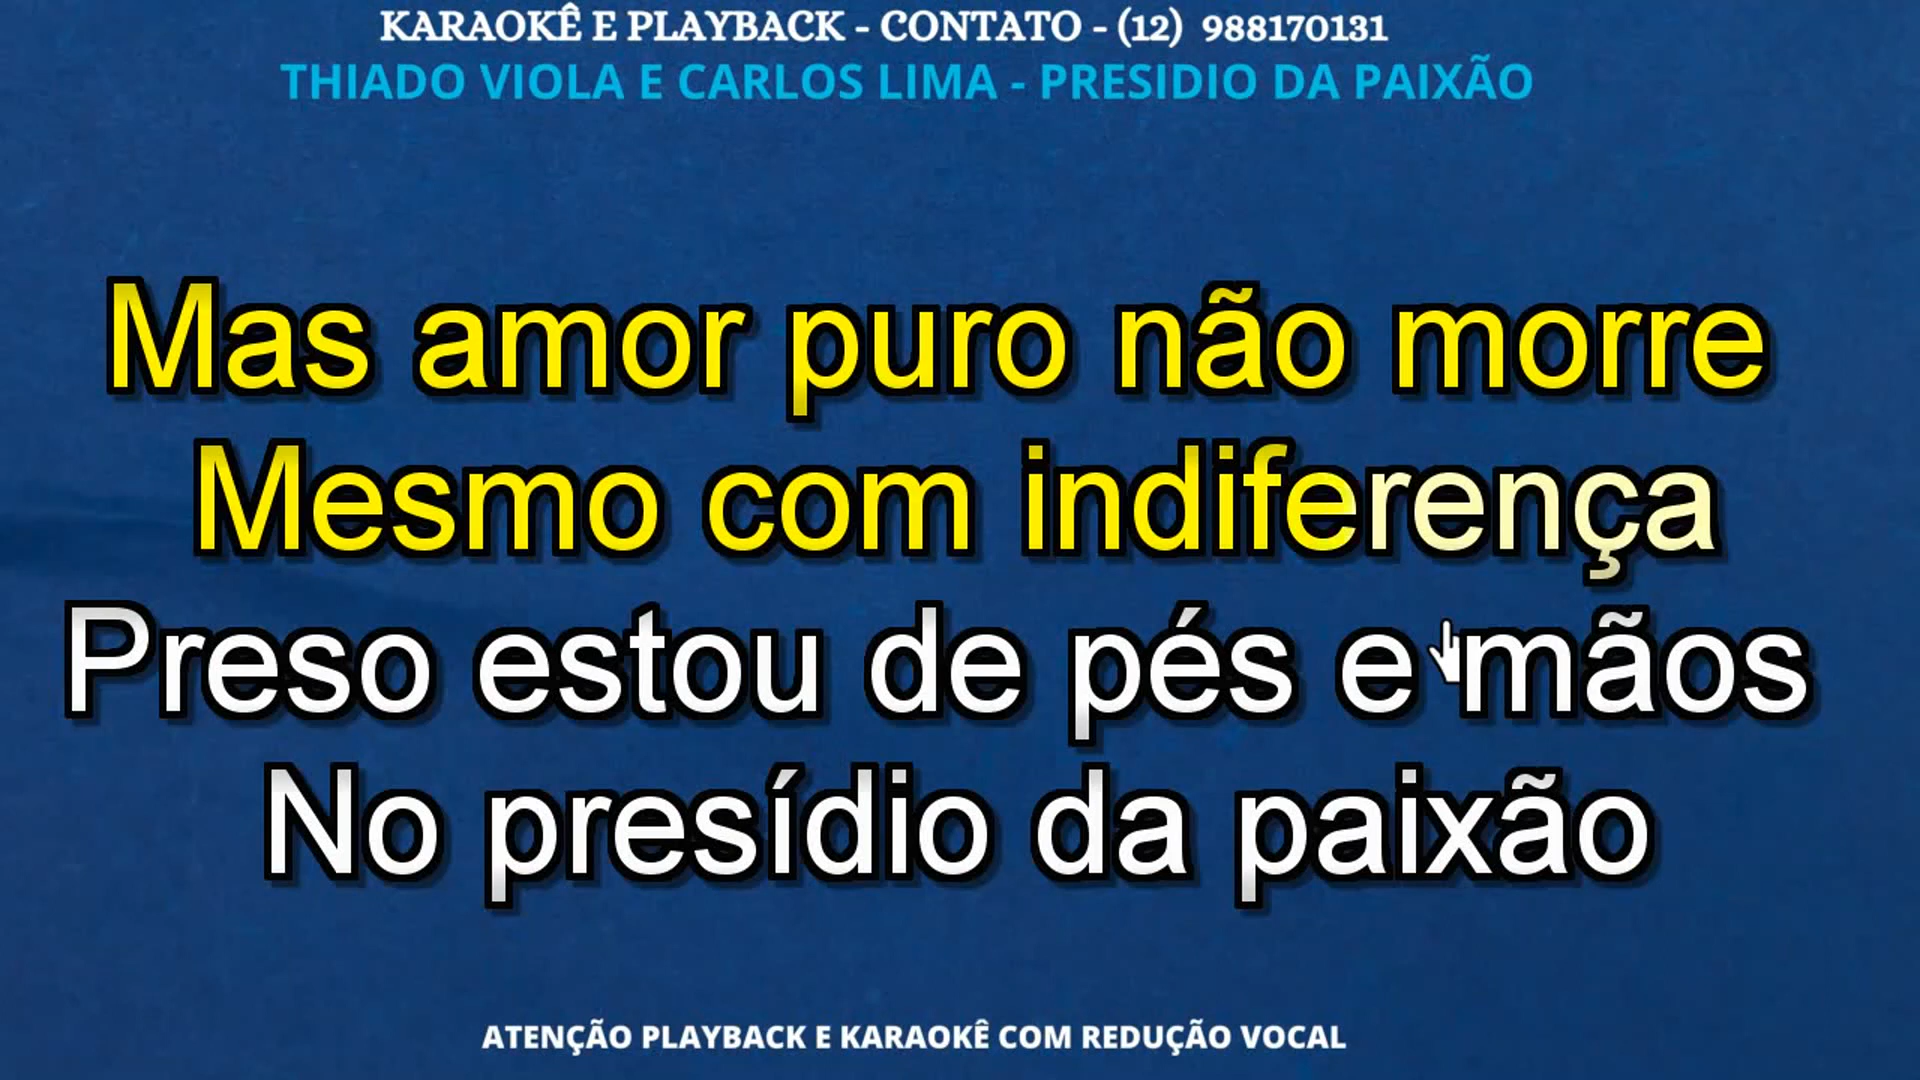 KARAOKÊ E PLAYBACK - CONTATO - (12) 988170131
THIADO VIOLA E CARLOS LIMA - PRESIDIO DA PAIXÃO
Mas amor puro não morre
Mesmo com indiferença
Preso estou de pés e mãos
No presídio da paixão
ATENÇÃO PLAYBACK E KARAOKÊ COM REDUÇÃO VOCAL